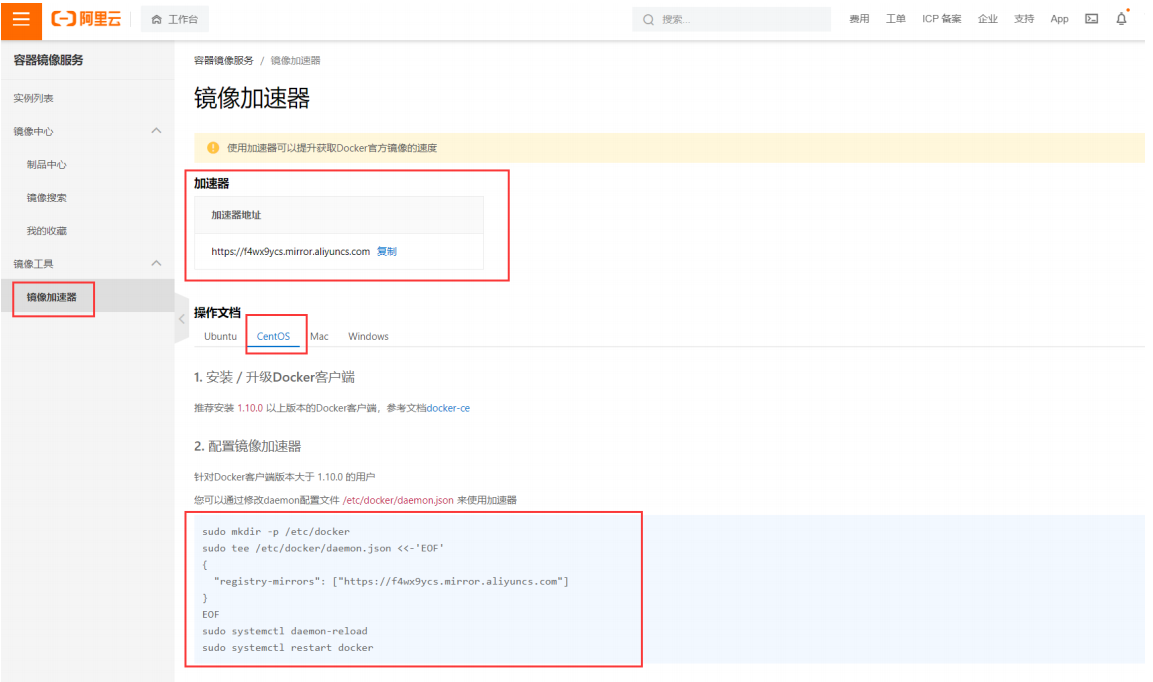 阿里云 工作台 搜索... 费用 工单 ICP 备案 企业 支持 App
容器镜像服务
实例列表
镜像中心
制品中心
镜像搜索
我的收藏
镜像工具
镜像加速器
容器镜像服务 / 镜像加速器
镜像加速器
使用加速器可以提升获取Docker官方镜像的速度
加速器
加速器地址
https://f4wx9ycs.mirror.aliyuncs.com 复制
操作文档
Ubuntu CentOS Mac Windows
1. 安装 / 升级Docker客户端
推荐安装 1.10.0 以上版本的Docker客户端，参考文档docker-ce
2. 配置镜像加速器
针对Docker客户端版本大于 1.10.0 的用户
您可以通过修改daemon配置文件 /etc/docker/daemon.json 来使用加速器
sudo mkdir -p /etc/docker
sudo tee /etc/docker/daemon.json <<-'EOF'
{
"registry-mirrors": ["https://f4wx9ycs.mirror.aliyuncs.com"]
}
EOF
sudo systemctl daemon-reload
sudo systemctl restart docker